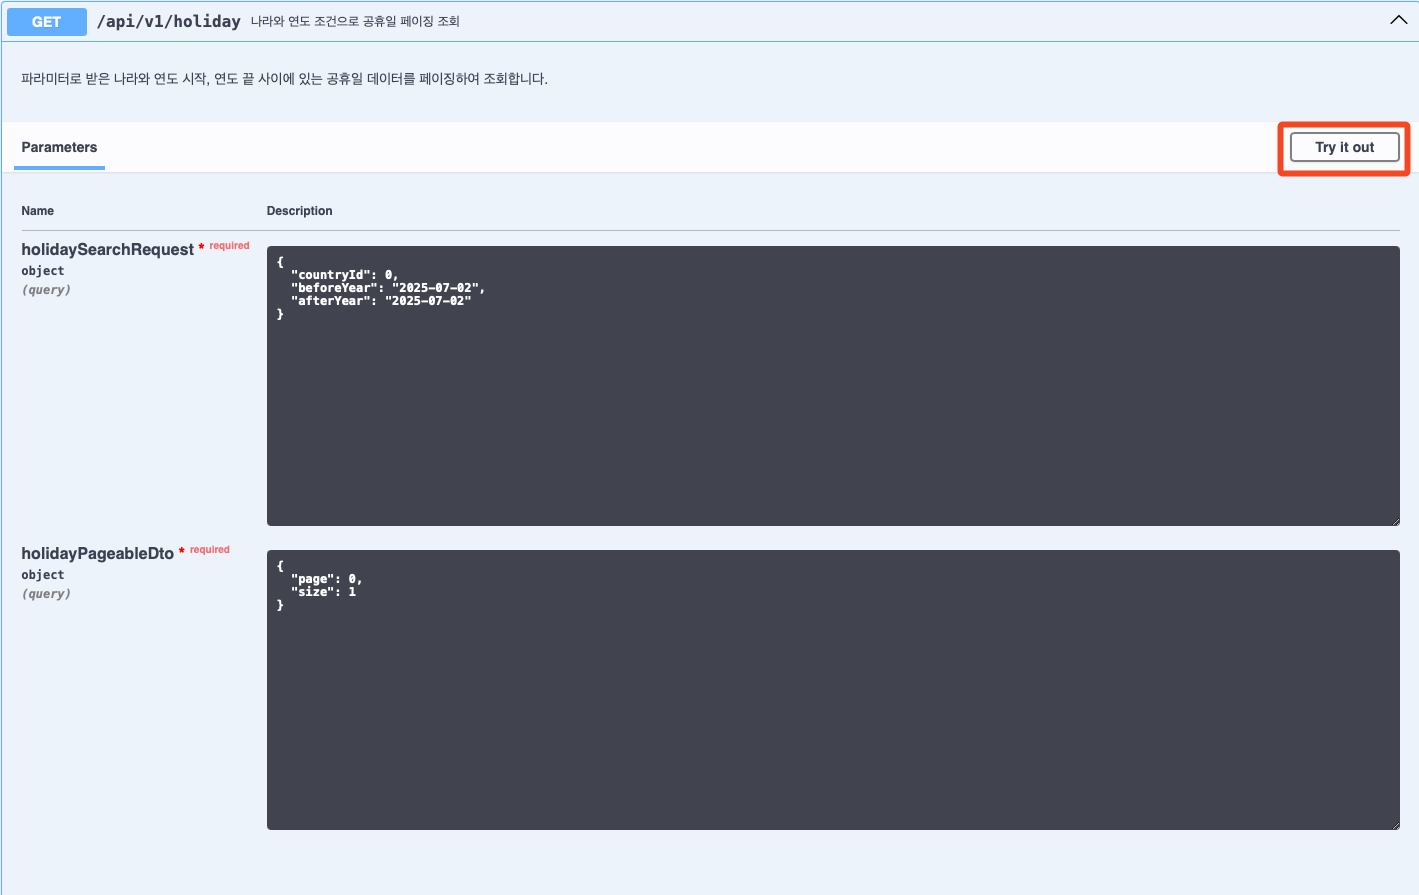 GET /api/v1/holiday 나라와 연도 조건으로 공휴일 페이징 조회
파라미터로 받은 나라와 연도 시작, 연도 끝 사이에 있는 공휴일 데이터를 페이징하여 조회합니다.
Parameters
Try it out
Name Description
holidaySearchRequest * required
object
(query)
{
"countryId": 0,
"beforeYear": "2025-07-02",
"afterYear": "2025-07-02"
}
holidayPageableDto * required
object
(query)
{
"page": 0,
"size": 1
}